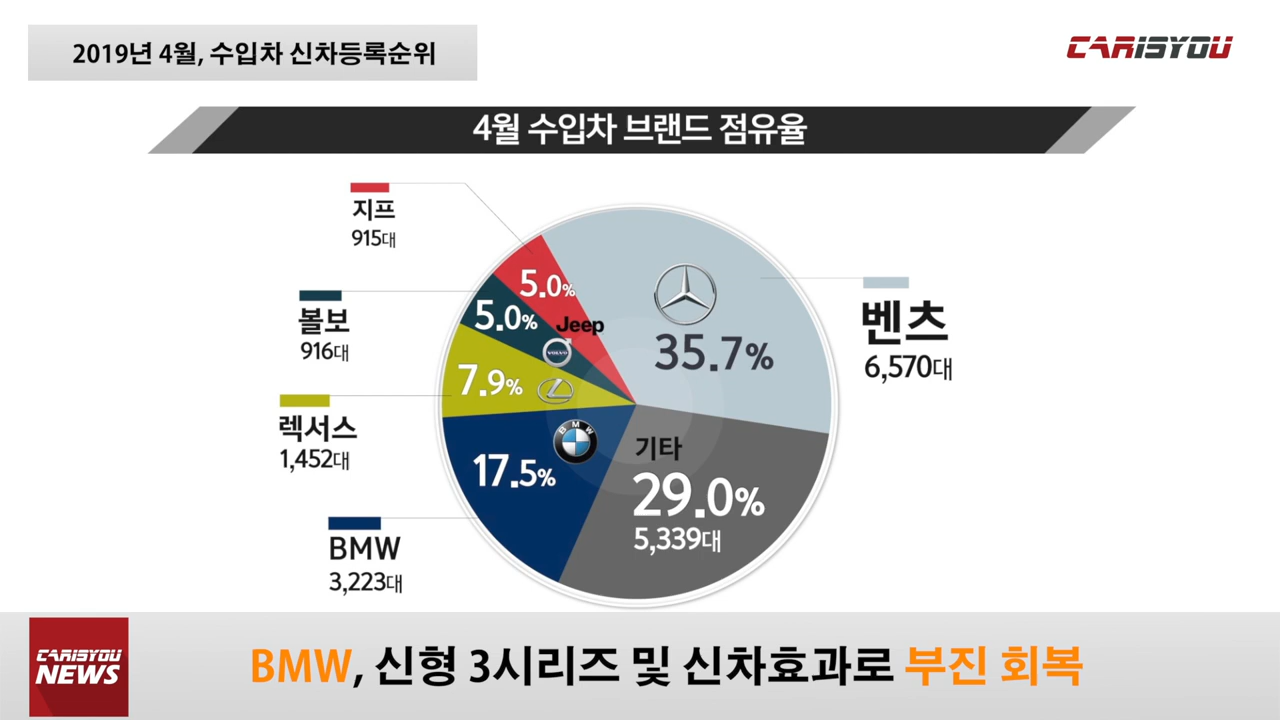 2019년 4월, 수입차 신차등록순위
CARISYOU
4월 수입차 브랜드 점유율
지프
915대
볼보
916대
렉서스
1,452대
BMW
3,223대
벤츠
6,570대
5.0%
Jeep
5.0%
VOLVO
7.9%
BMW
17.5%
35.7%
기타
29.0%
5,339대
CARISYOU
NEWS
BMW, 신형 3시리즈 및 신차효과로 부진 회복